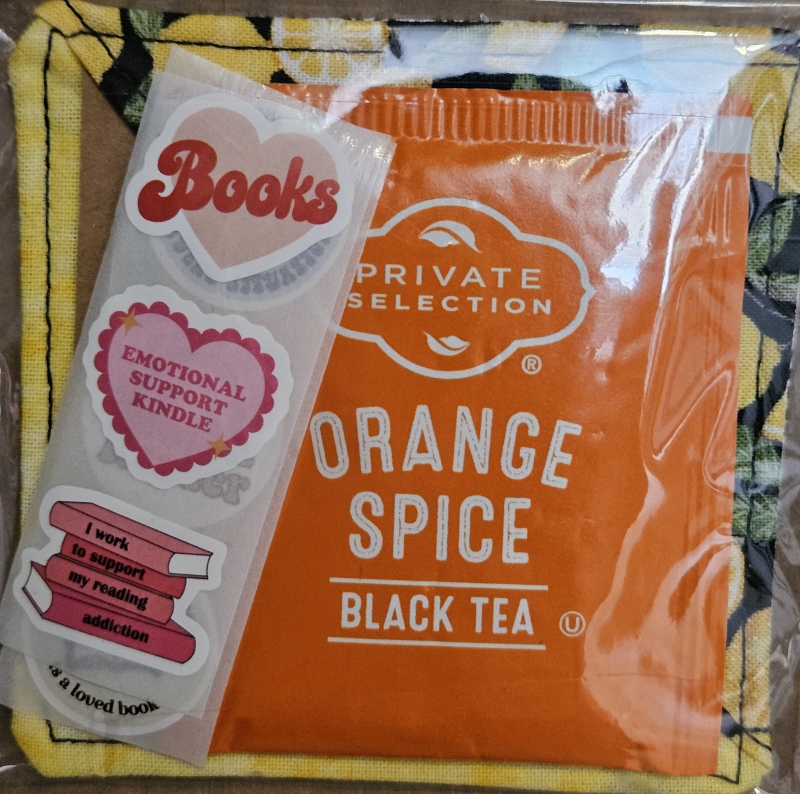 Books
EMOTIONAL
SUPPORT
KINDLE
I work
to support
my reading
addiction
a loved book
PRIVATE
SELECTION
®
ORANGE
SPICE
BLACK TEA
U